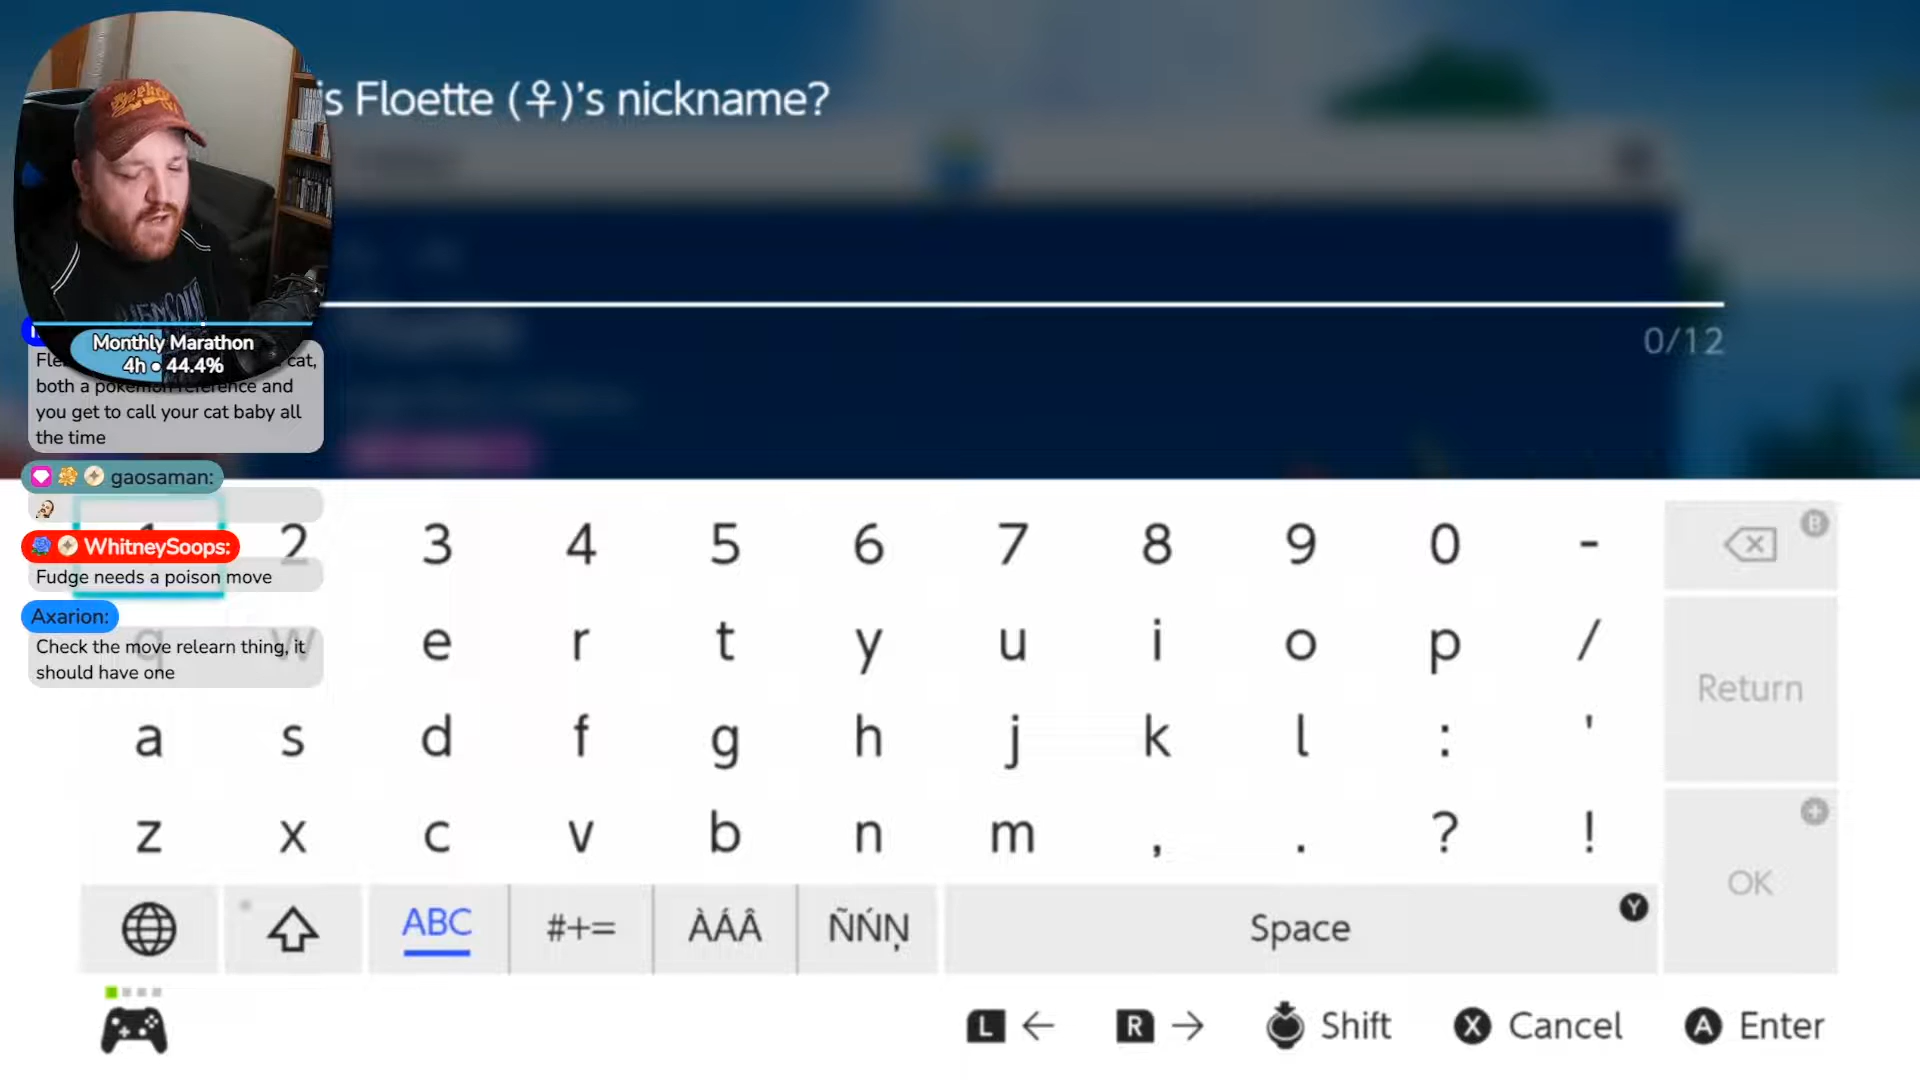 is Floette (♀)'s nickname?
0/12
Monthly Marathon
4h • 44.4%
cat,
both a pokemon reference and
you get to call your cat baby all
the time
gaosaman:
WhitneySoops:
Fudge needs a poison move
Axarion:
Check the move relearn thing, it
should have one
1 2 3 4 5 6 7 8 9 0 -
q w e r t y u i o p /
a s d f g h j k l : '
z x c v b n m , . ? !
B
Return
+
OK
ABC #+= ÀÁÂ ÑŃŅ Space Y
L ← R → Shift X Cancel A Enter